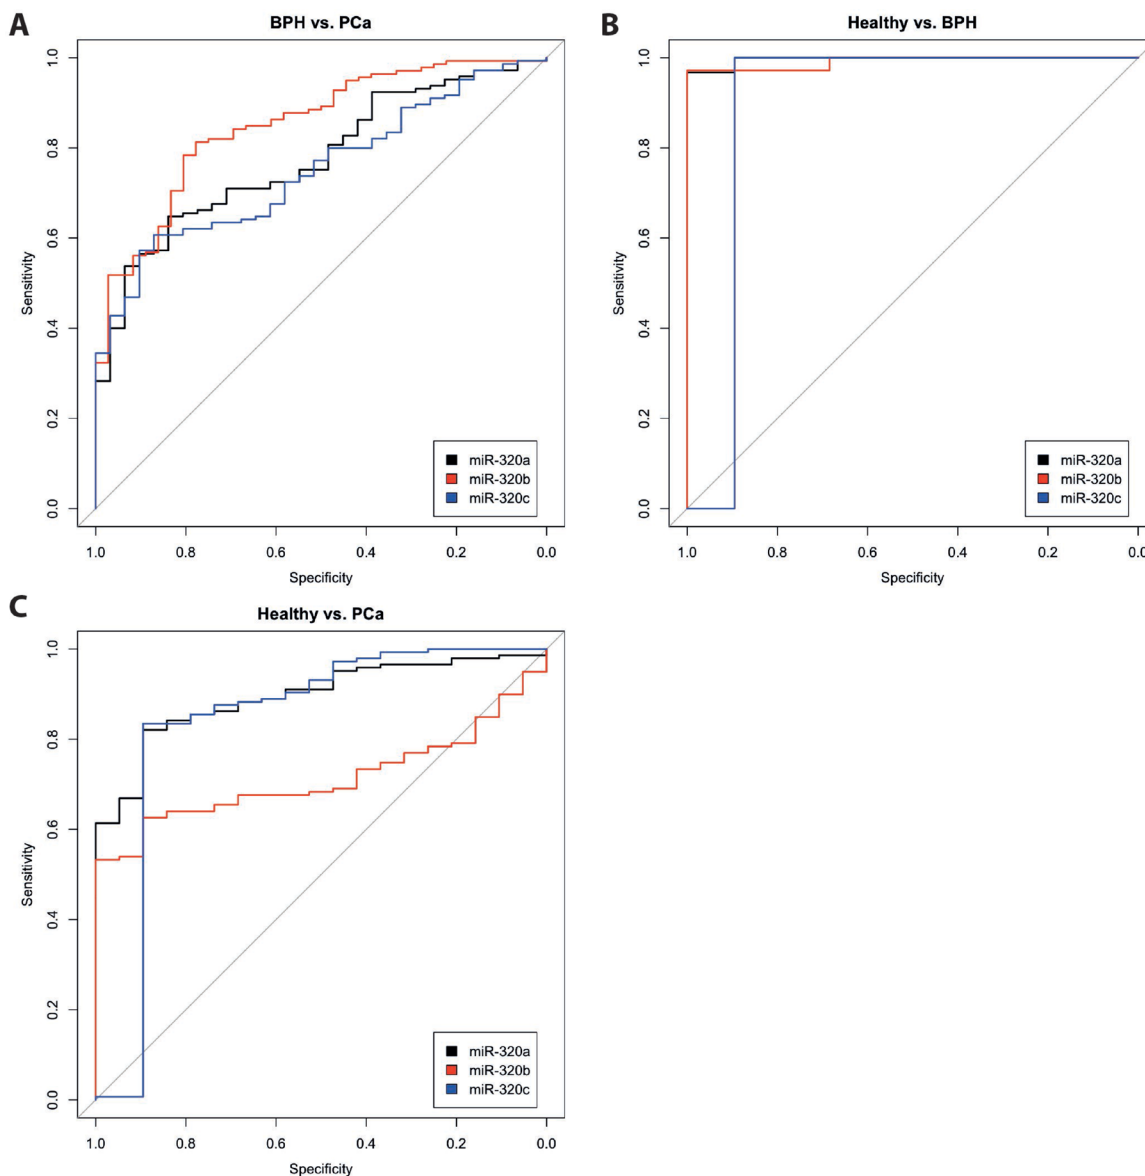 A
BPH vs. PCa
Sensitivity
1.0
0.8
0.6
0.4
0.2
0.0
miR-320a
miR-320b
miR-320c
1.0 0.8 0.6 0.4 0.2 0.0
Specificity
B
Healthy vs. BPH
Sensitivity
1.0
0.8
0.6
0.4
0.2
0.0
miR-320a
miR-320b
miR-320c
1.0 0.8 0.6 0.4 0.2 0.0
Specificity
C
Healthy vs. PCa
Sensitivity
1.0
0.8
0.6
0.4
0.2
0.0
miR-320a
miR-320b
miR-320c
1.0 0.8 0.6 0.4 0.2 0.0
Specificity